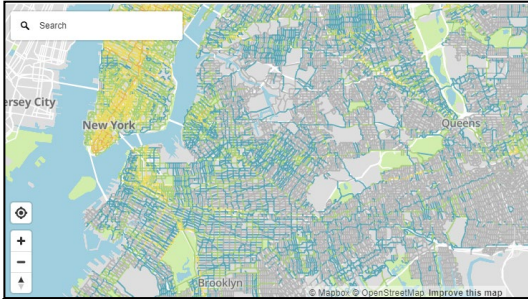 Search
ersey City
New York
Queens
Brooklyn
© Mapbox © OpenStreetMap Improve this map